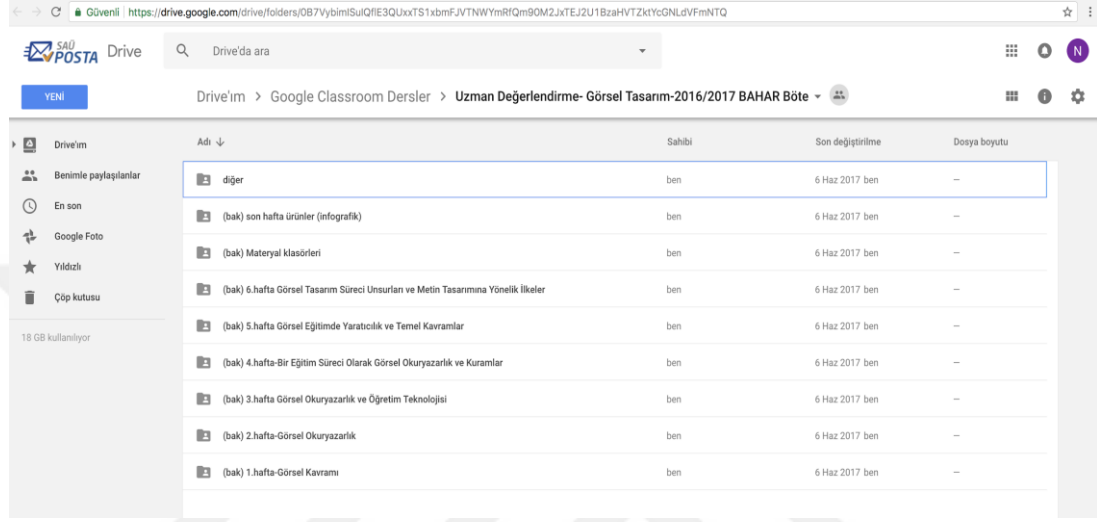 Güvenli | https://drive.google.com/drive/folders/0B7VybimlSulQflE3QUxxTS1xbmFJVTNWYmRfQm90M2JxTEJ2U1BzaHVTZktYcGNLdVFmNTQ
SAÜ POSTA Drive Drive'da ara N
YENİ Drive'ım > Google Classroom Dersler > Uzman Değerlendirme- Görsel Tasarım-2016/2017 BAHAR Böte
Adı Sahibi Son değiştirilme Dosya boyutu
Drive'ım
Benimle paylaşılanlar
En son
Google Foto
Yıldızlı
Çöp kutusu
18 GB kullanılıyor
diğer ben 6 Haz 2017 ben –
(bak) son hafta ürünler (infografik) ben 6 Haz 2017 ben –
(bak) Materyal klasörleri ben 6 Haz 2017 ben –
(bak) 6.hafta Görsel Tasarım Süreci Unsurları ve Metin Tasarımına Yönelik İlkeler ben 6 Haz 2017 ben –
(bak) 5.hafta Görsel Eğitimde Yaratıcılık ve Temel Kavramlar ben 6 Haz 2017 ben –
(bak) 4.hafta-Bir Eğitim Süreci Olarak Görsel Okuryazarlık ve Kuramlar ben 6 Haz 2017 ben –
(bak) 3.hafta Görsel Okuryazarlık ve Öğretim Teknolojisi ben 6 Haz 2017 ben –
(bak) 2.hafta-Görsel Okuryazarlık ben 6 Haz 2017 ben –
(bak) 1.hafta-Görsel Kavramı ben 6 Haz 2017 ben –